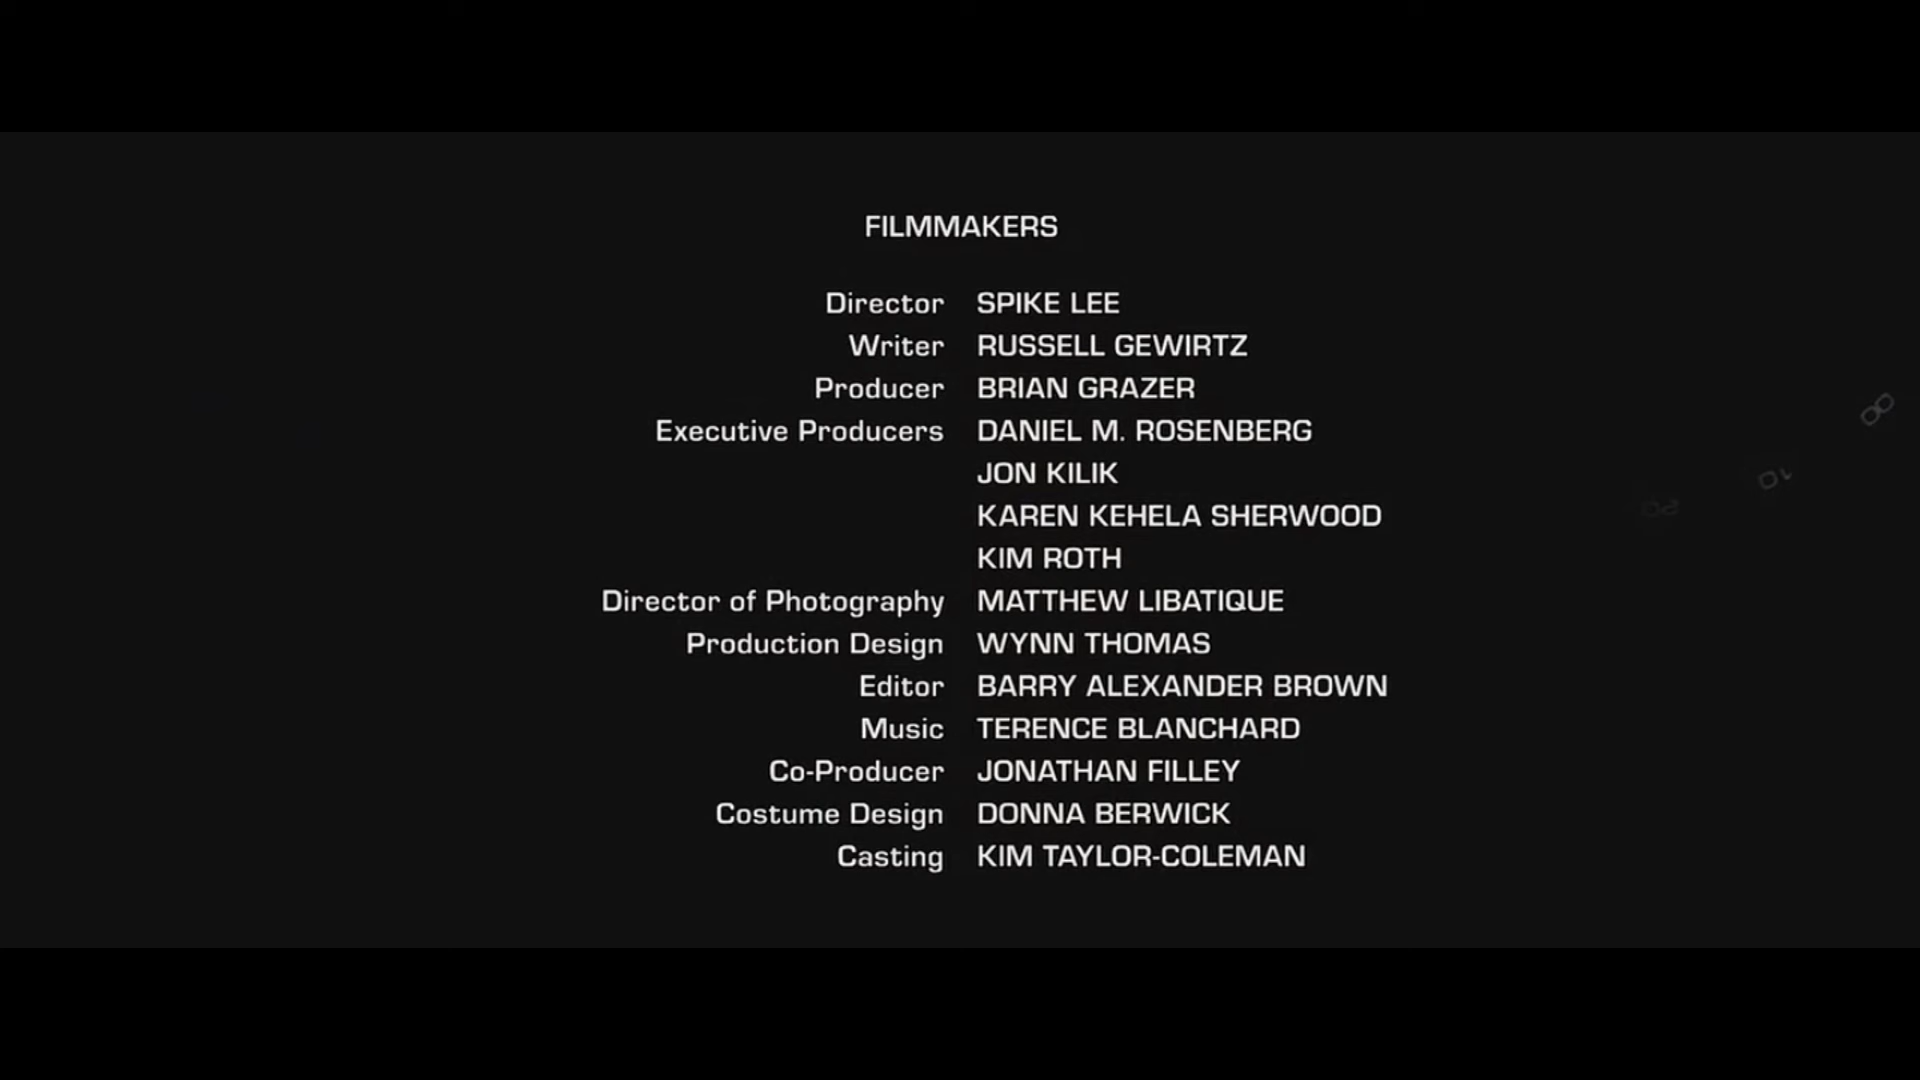 FILMMAKERS
Director SPIKE LEE
Writer RUSSELL GEWIRTZ
Producer BRIAN GRAZER
Executive Producers DANIEL M. ROSENBERG
JON KILIK
KAREN KEHELA SHERWOOD
KIM ROTH
Director of Photography MATTHEW LIBATIQUE
Production Design WYNN THOMAS
Editor BARRY ALEXANDER BROWN
Music TERENCE BLANCHARD
Co-Producer JONATHAN FILLEY
Costume Design DONNA BERWICK
Casting KIM TAYLOR-COLEMAN